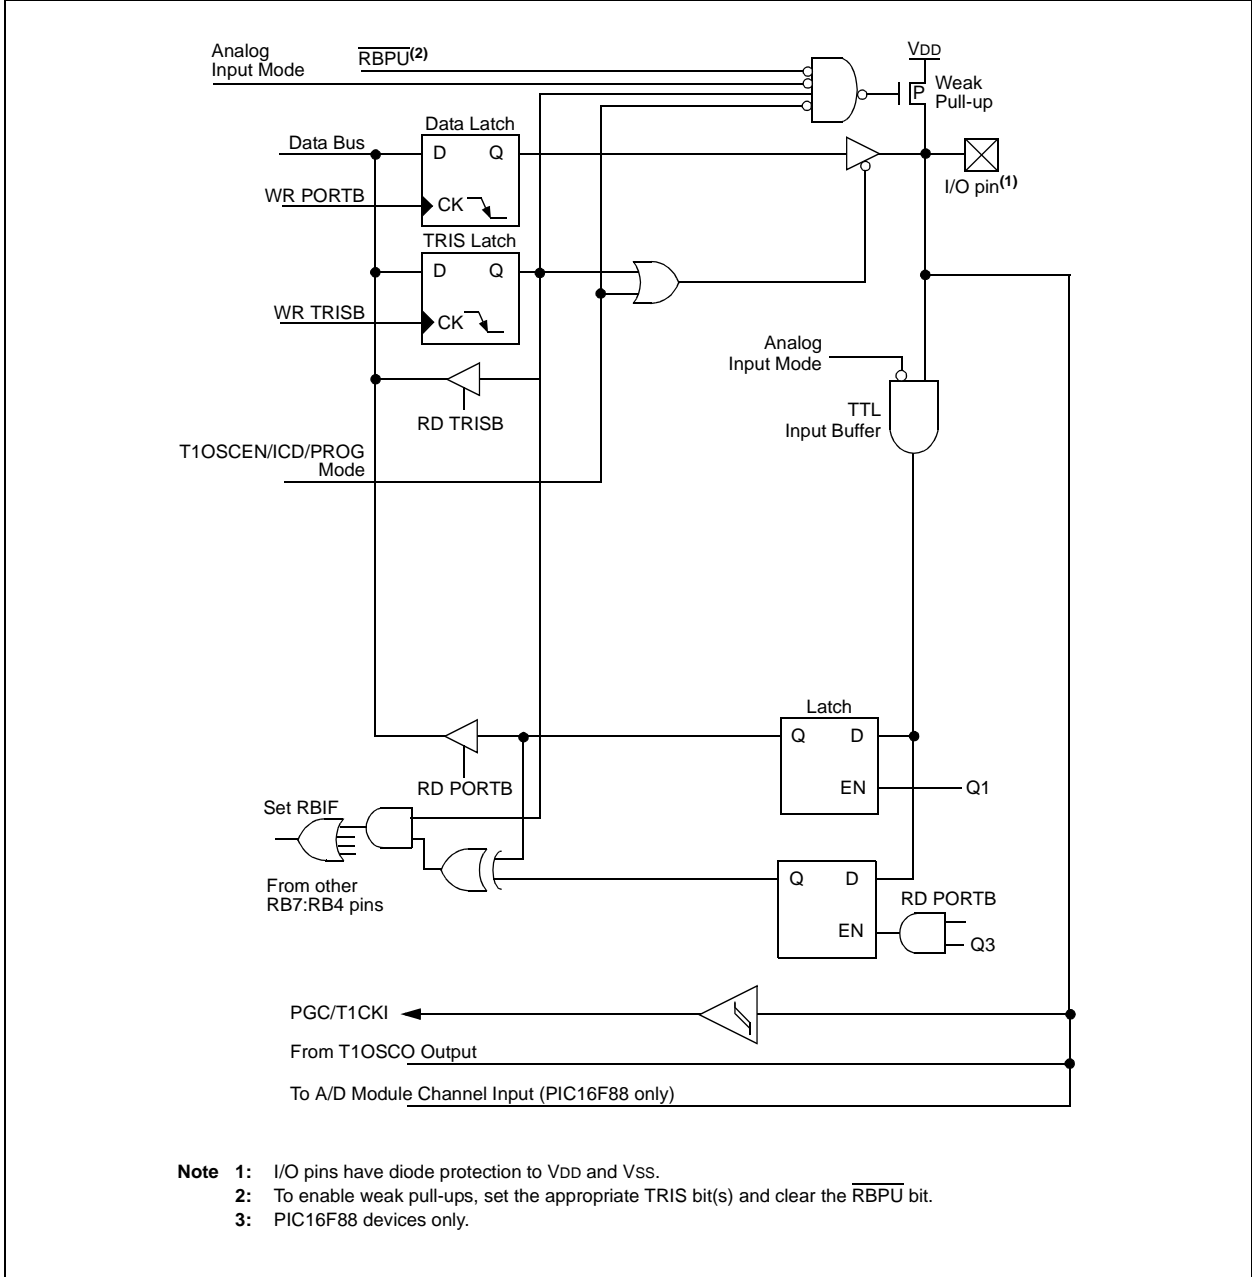 Analog
Input Mode
RBPU(2)
VDD
P
Weak
Pull-up
Data Latch
Data Bus
D Q
I/O pin(1)
WR PORTB
CK
TRIS Latch
D Q
WR TRISB
CK
Analog
Input Mode
RD TRISB
TTL
Input Buffer
T1OSCEN/ICD/PROG
Mode
Latch
Q D
RD PORTB
EN
Q1
Set RBIF
Q D
From other
RB7:RB4 pins
RD PORTB
EN
Q3
PGC/T1CKI
From T1OSCO Output
To A/D Module Channel Input (PIC16F88 only)
Note 1: I/O pins have diode protection to VDD and VSS.
2: To enable weak pull-ups, set the appropriate TRIS bit(s) and clear the RBPU bit.
3: PIC16F88 devices only.